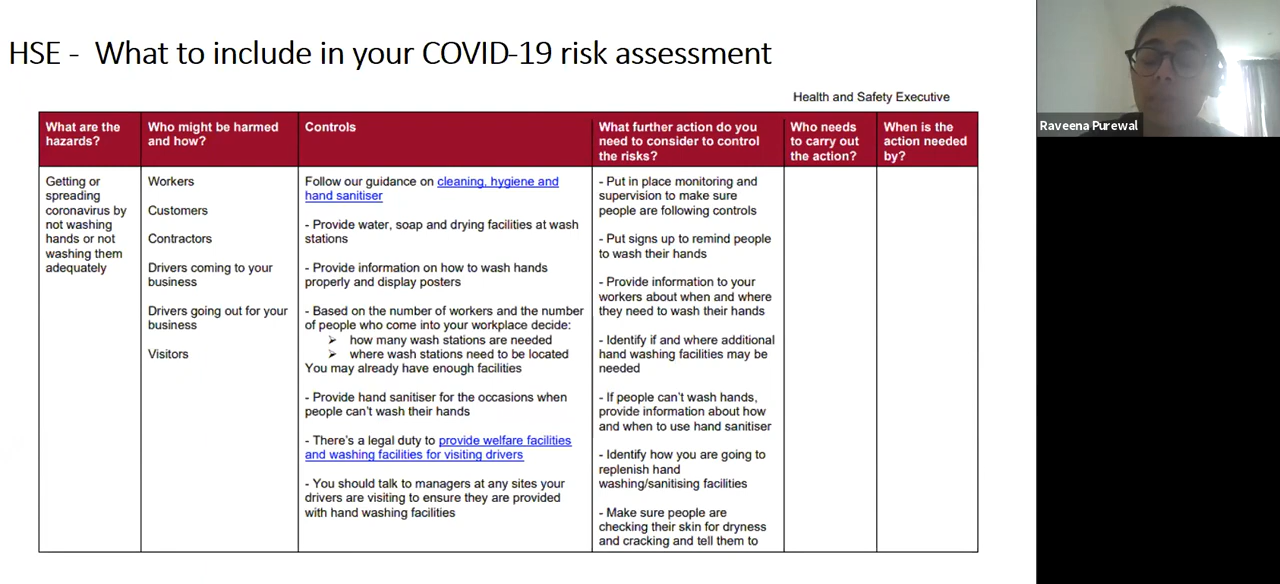 HSE -  What to include in your COVID-19 risk assessment
Health and Safety Executive
What are the
hazards?
Who might be harmed
and how?
Controls
What further action do you
need to consider to control
the risks?
Who needs
to carry out
the action?
When is the
action needed
by?
Getting or
spreading
coronavirus by
not washing
hands or not
washing them
adequately
Workers
Customers
Contractors
Drivers coming to your
business
Drivers going out for your
business
Visitors
Follow our guidance on cleaning, hygiene and
hand sanitiser
- Provide water, soap and drying facilities at wash
stations
- Provide information on how to wash hands
properly and display posters
- Based on the number of workers and the number
of people who come into your workplace decide:
➢ how many wash stations are needed
➢ where wash stations need to be located
You may already have enough facilities
- Provide hand sanitiser for the occasions when
people can't wash their hands
- There's a legal duty to provide welfare facilities
and washing facilities for visiting drivers
- You should talk to managers at any sites your
drivers are visiting to ensure they are provided
with hand washing facilities
- Put in place monitoring and
supervision to make sure
people are following controls
- Put signs up to remind people
to wash their hands
- Provide information to your
workers about when and where
they need to wash their hands
- Identify if and where additional
hand washing facilities may be
needed
- If people can't wash hands,
provide information about how
and when to use hand sanitiser
- Identify how you are going to
replenish hand
washing/sanitising facilities
- Make sure people are
checking their skin for dryness
and cracking and tell them to
Raveena Purewal